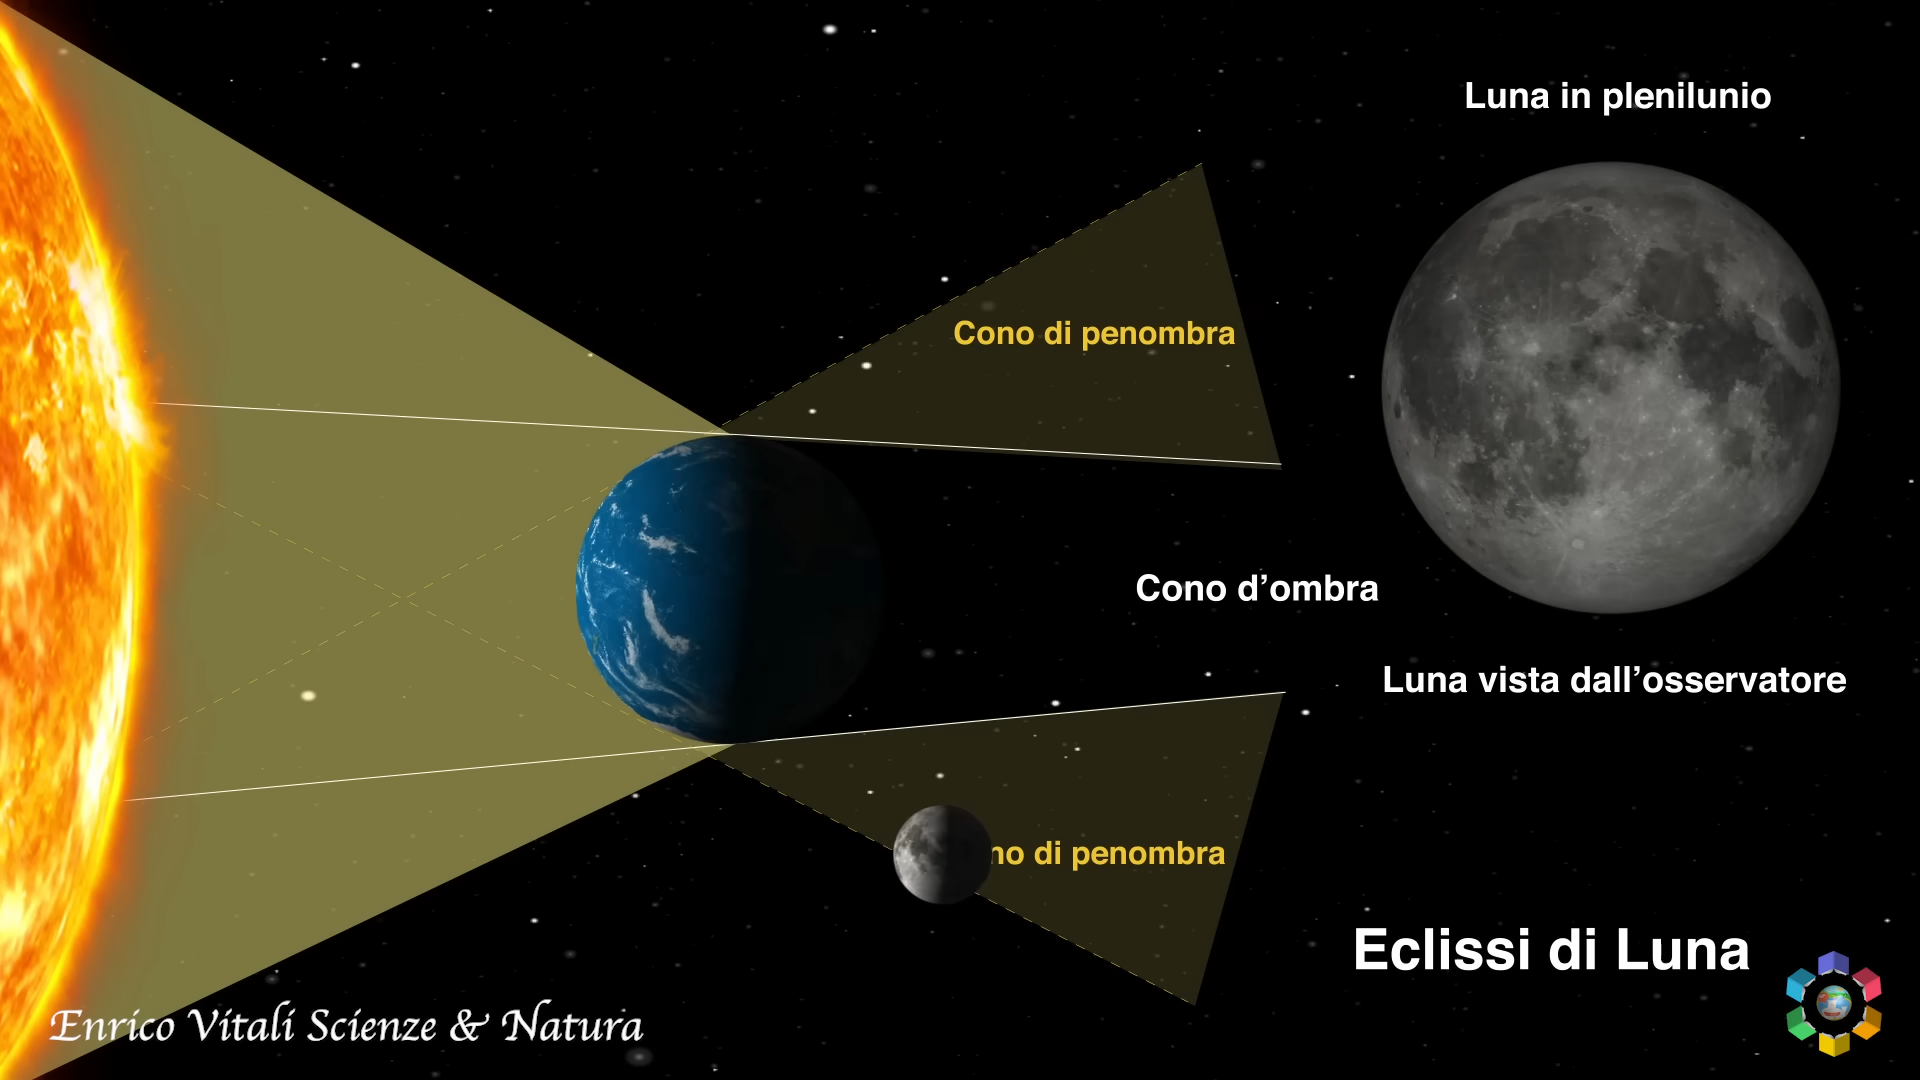 Luna in plenilunio
Cono di penombra
Cono d’ombra
Luna vista dall’osservatore
no di penombra
Eclissi di Luna
Enrico Vitali Scienze & Natura